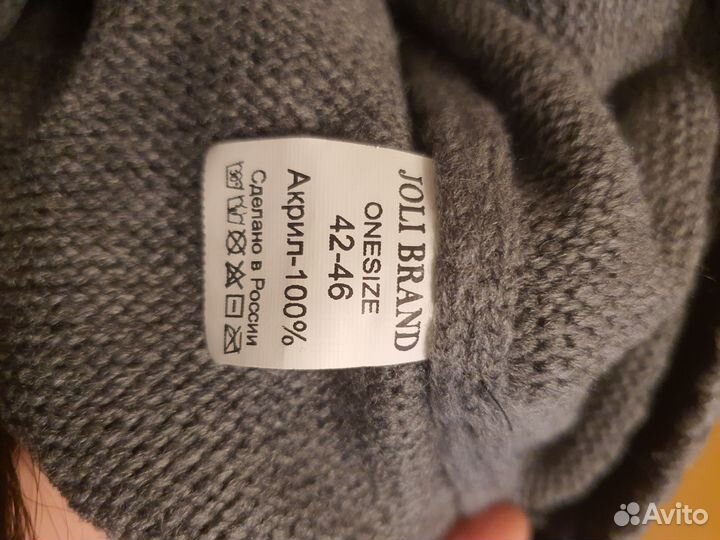 JOLI BRAND
ONESIZE
42-46
Акрил-100%
Сделано в России
Avito